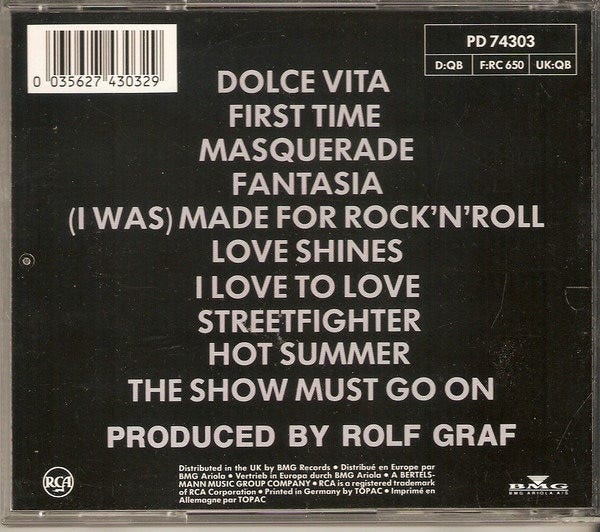 0 035627 430329
PD 74303
D:QB F:RC 650 UK:QB
DOLCE VITA
FIRST TIME
MASQUERADE
FANTASIA
(I WAS) MADE FOR ROCK'N'ROLL
LOVE SHINES
I LOVE TO LOVE
STREETFIGHTER
HOT SUMMER
THE SHOW MUST GO ON
PRODUCED BY ROLF GRAF
RCA
Distributed in the UK by BMG Records • Distribué en Europe par
BMG Ariola • Vertrieb in Europa durch BMG Ariola • A BERTELS-
MANN MUSIC GROUP COMPANY • RCA is a registered trademark
of RCA Corporation • Printed in Germany by TOPAC • Imprimé en
Allemagne par TOPAC
BMG
BMG ARIOLA A/S